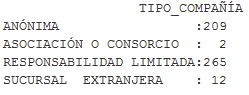 TIPO_COMPAÑÍA
ANÓNIMA :209
ASOCIACIÓN O CONSORCIO : 2
RESPONSABILIDAD LIMITADA:265
SUCURSAL EXTRANJERA : 12